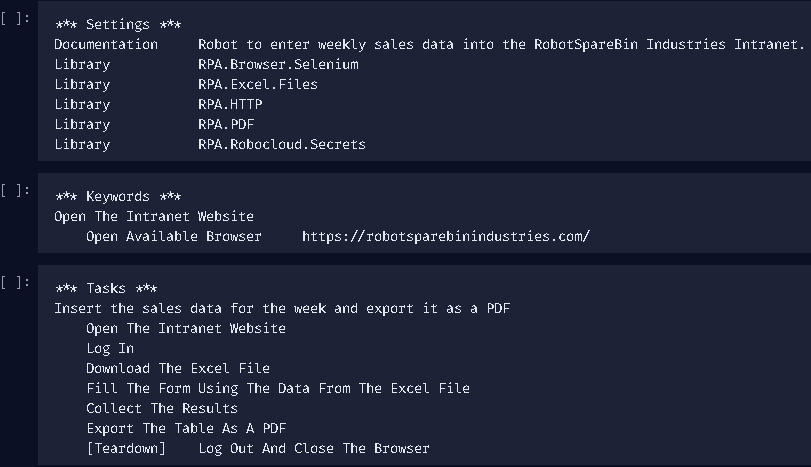 [ ]:
*** Settings ***
Documentation     Robot to enter weekly sales data into the RobotSpareBin Industries Intranet.
Library           RPA.Browser.Selenium
Library           RPA.Excel.Files
Library           RPA.HTTP
Library           RPA.PDF
Library           RPA.Robocloud.Secrets
[ ]:
*** Keywords ***
Open The Intranet Website
    Open Available Browser     https://robotsparebinindustries.com/
[ ]:
*** Tasks ***
Insert the sales data for the week and export it as a PDF
    Open The Intranet Website
    Log In
    Download The Excel File
    Fill The Form Using The Data From The Excel File
    Collect The Results
    Export The Table As A PDF
    [Teardown]    Log Out And Close The Browser